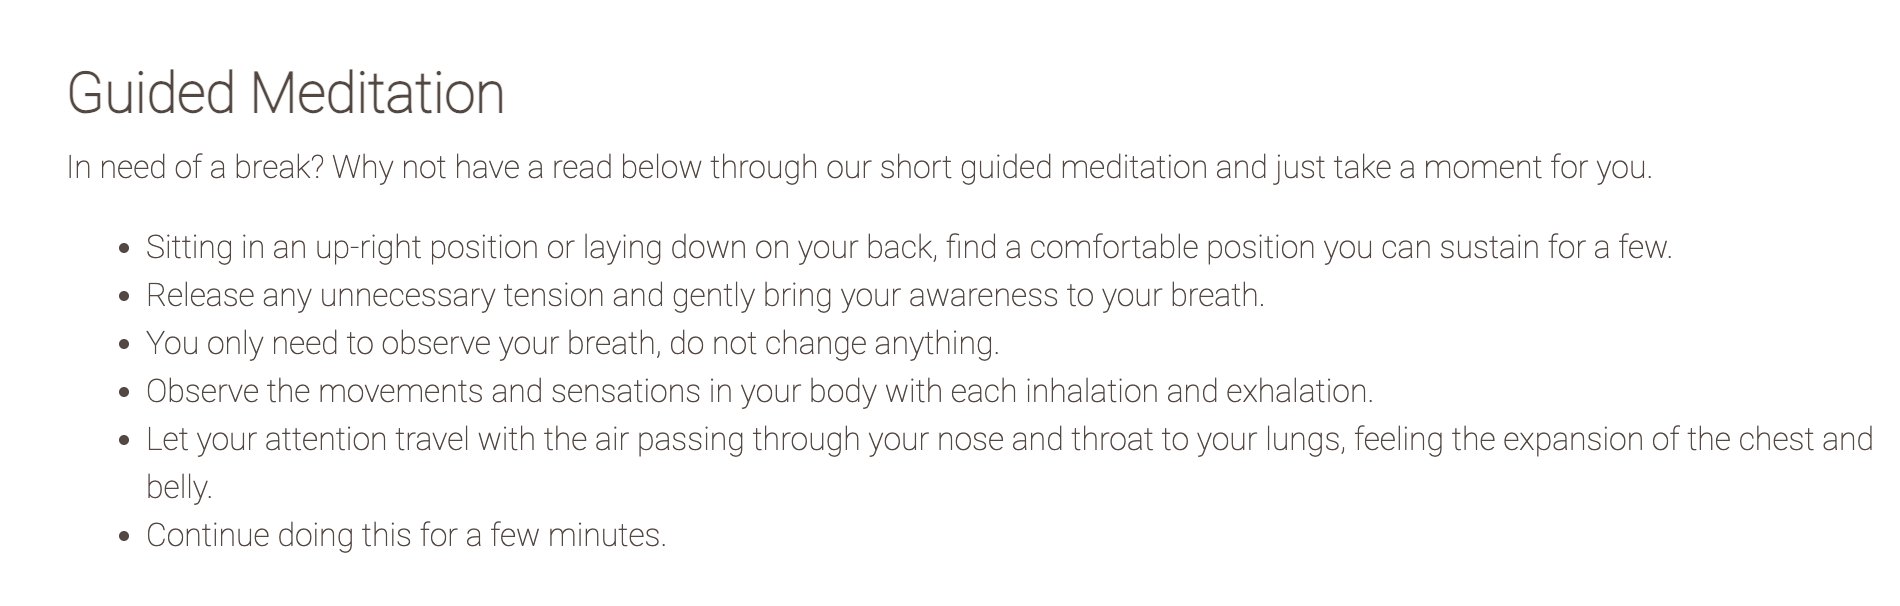 Guided Meditation
In need of a break? Why not have a read below through our short guided meditation and just take a moment for you.
• Sitting in an up-right position or laying down on your back, find a comfortable position you can sustain for a few.
• Release any unnecessary tension and gently bring your awareness to your breath.
• You only need to observe your breath, do not change anything.
• Observe the movements and sensations in your body with each inhalation and exhalation.
• Let your attention travel with the air passing through your nose and throat to your lungs, feeling the expansion of the chest and
belly.
• Continue doing this for a few minutes.